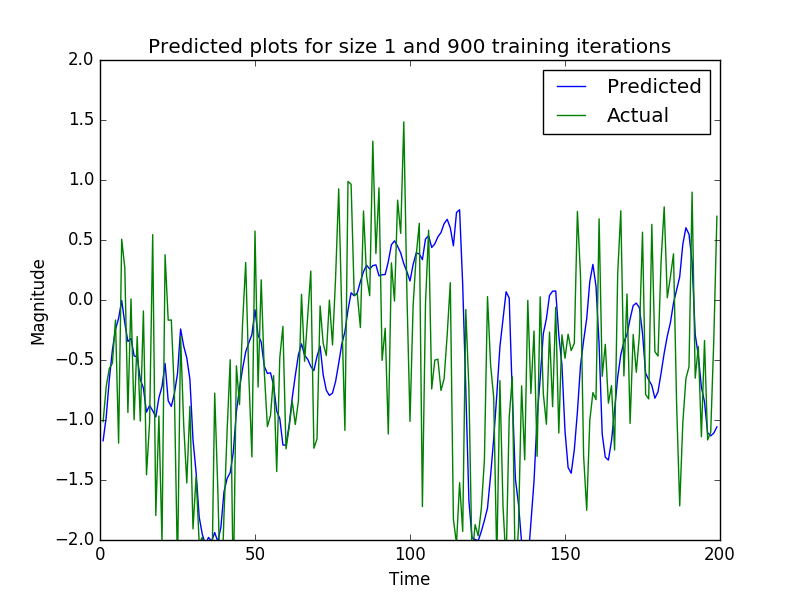 Predicted plots for size 1 and 900 training iterations
2.0
Predicted
Actual
1.5
1.0
0.5
0.0
Magnitude
−0.5
−1.0
−1.5
−2.0
0 50 100 150 200
Time